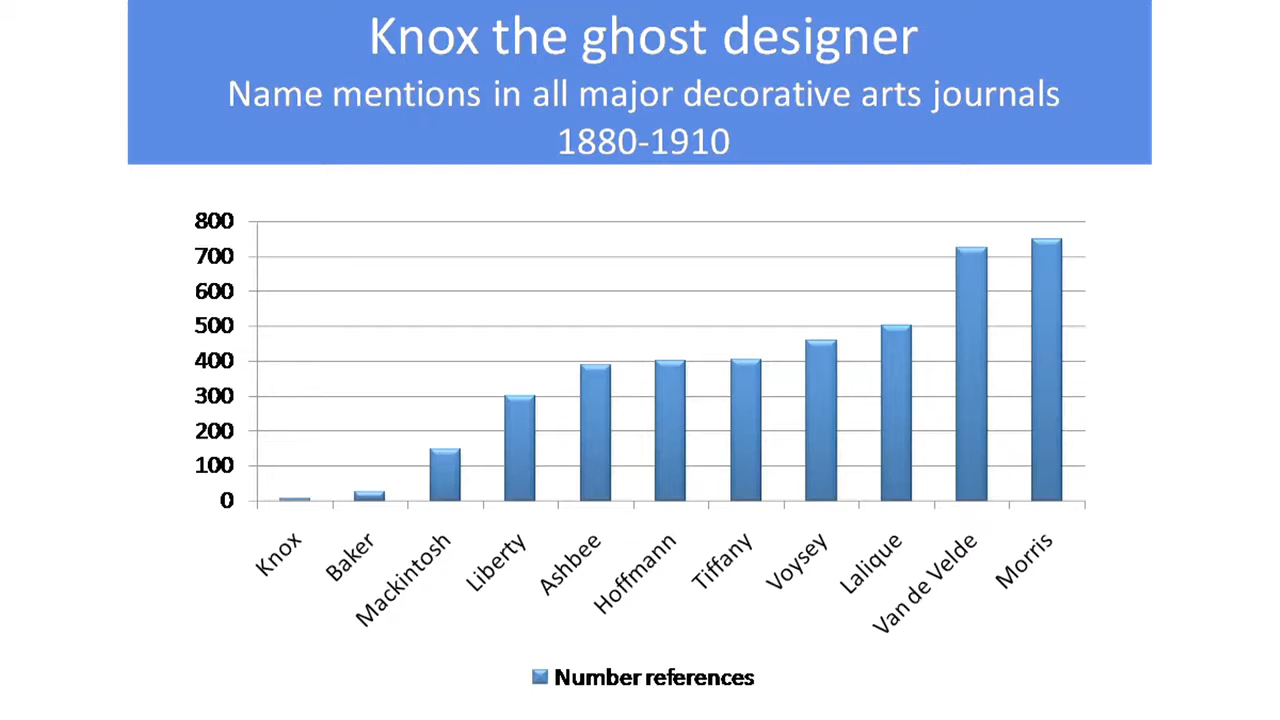 Knox the ghost designer
Name mentions in all major decorative arts journals
1880-1910
800
700
600
500
400
300
200
100
0
Knox
Baker
Mackintosh
Liberty
Ashbee
Hoffmann
Tiffany
Voysey
Lalique
Van de Velde
Morris
Number references